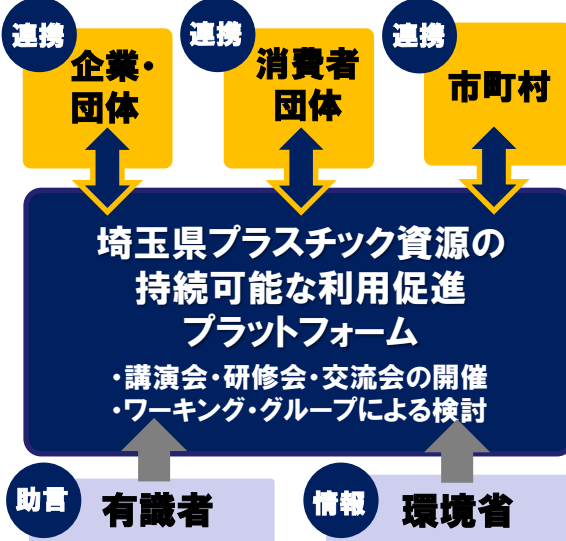 連携
企業・
団体
連携
消費者
団体
連携
市町村
埼玉県プラスチック資源の
持続可能な利用促進
プラットフォーム
・講演会・研修会・交流会の開催
・ワーキング・グループによる検討
助言
有識者
情報
環境省